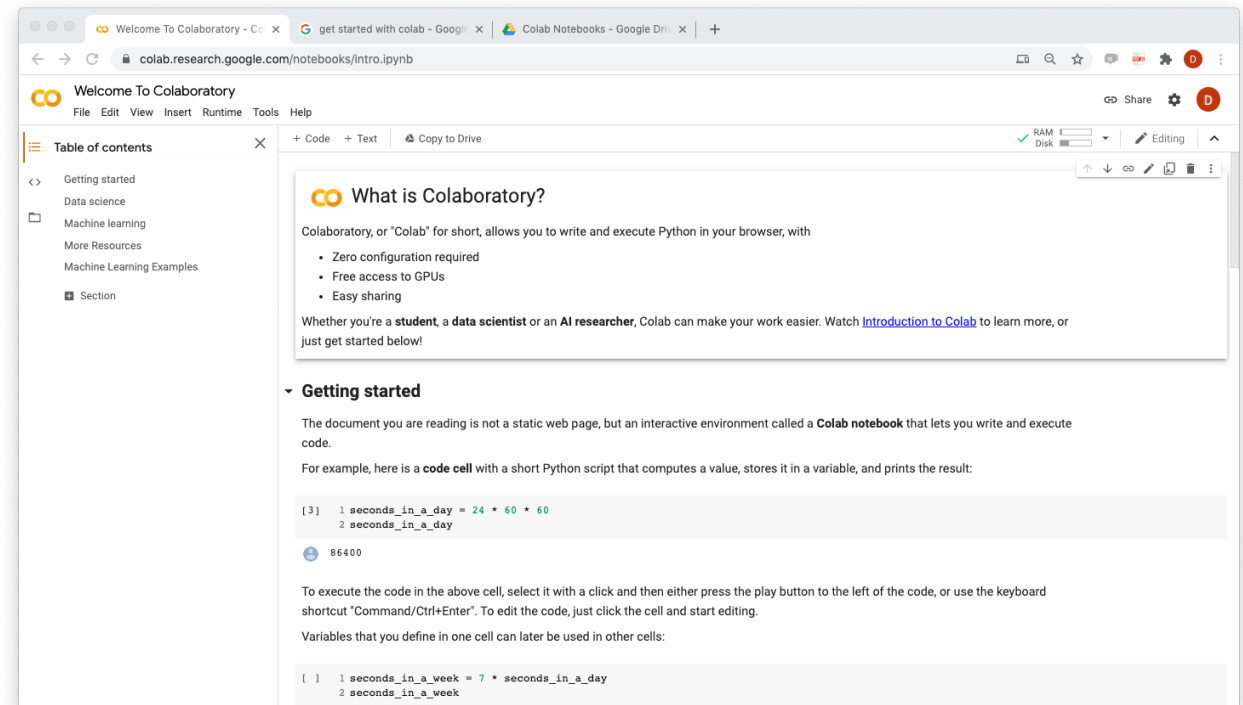 Welcome To Colaboratory - Co
get started with colab - Google
Colab Notebooks - Google Driv
colab.research.google.com/notebooks/intro.ipynb
D
CO Welcome To Colaboratory
File Edit View Insert Runtime Tools Help
Share
D
Table of contents
Getting started
Data science
Machine learning
More Resources
Machine Learning Examples
Section
+ Code + Text Copy to Drive
RAM
Disk
Editing
CO What is Colaboratory?
Colaboratory, or "Colab" for short, allows you to write and execute Python in your browser, with
• Zero configuration required
• Free access to GPUs
• Easy sharing
Whether you're a student, a data scientist or an AI researcher, Colab can make your work easier. Watch Introduction to Colab to learn more, or
just get started below!
Getting started
The document you are reading is not a static web page, but an interactive environment called a Colab notebook that lets you write and execute
code.
For example, here is a code cell with a short Python script that computes a value, stores it in a variable, and prints the result:
[3] 1 seconds_in_a_day = 24 * 60 * 60
2 seconds_in_a_day
86400
To execute the code in the above cell, select it with a click and then either press the play button to the left of the code, or use the keyboard
shortcut "Command/Ctrl+Enter". To edit the code, just click the cell and start editing.
Variables that you define in one cell can later be used in other cells:
[ ] 1 seconds_in_a_week = 7 * seconds_in_a_day
2 seconds_in_a_week